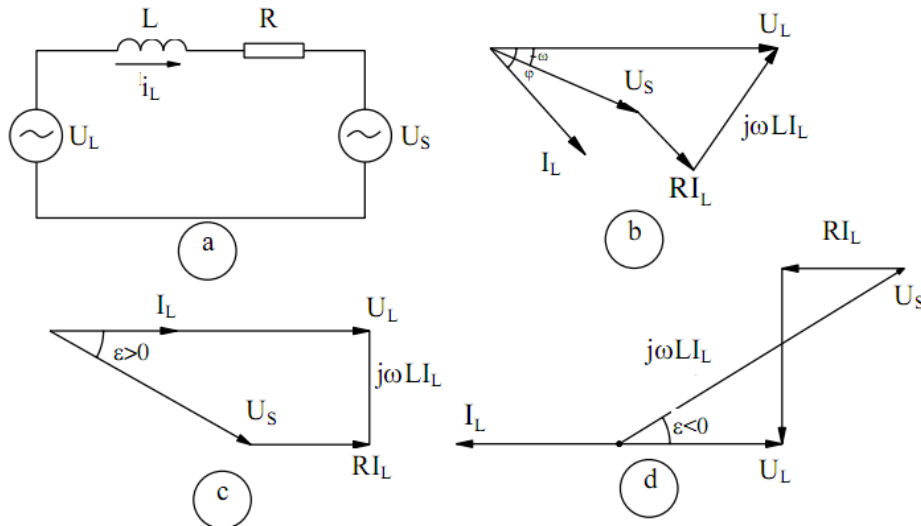 L
R
i_L
U_L
U_S
a
U_L
ω
φ
U_S
jωLI_L
I_L
RI_L
b
I_L
U_L
ε>0
jωLI_L
U_S
RI_L
c
RI_L
U_S
jωLI_L
I_L
ε<0
U_L
d